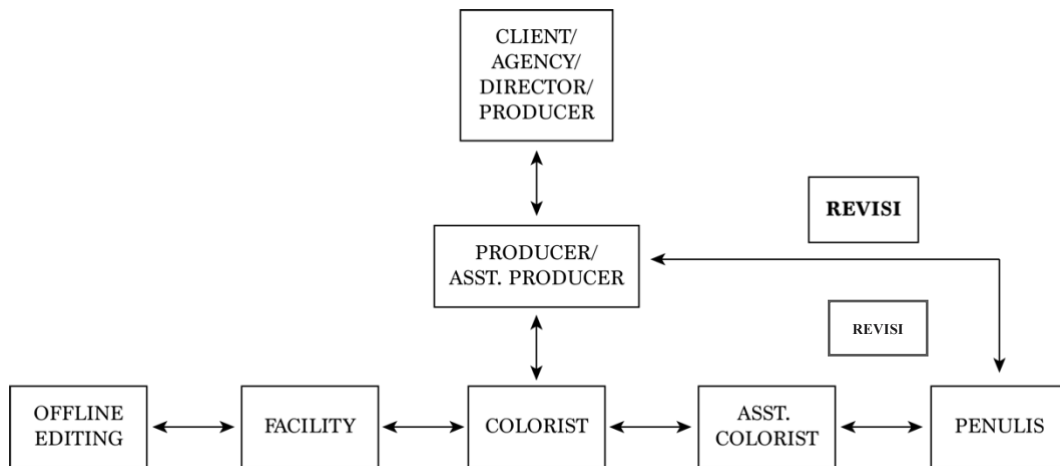 CLIENT/
AGENCY/
DIRECTOR/
PRODUCER
REVISI
PRODUCER/
ASST. PRODUCER
REVISI
OFFLINE
EDITING
FACILITY
COLORIST
ASST.
COLORIST
PENULIS